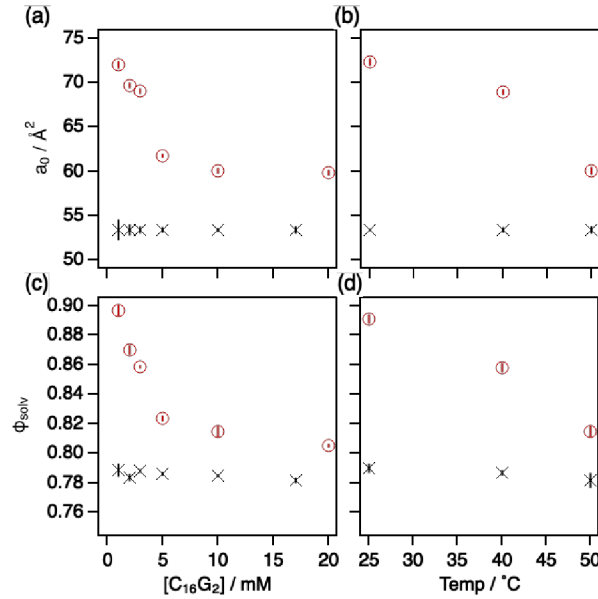 (a)
(b)
75
70
65
60
55
50
a₀ / Å²
(c)
(d)
0.90
0.88
0.86
0.84
0.82
0.80
0.78
0.76
ϕsolv
0 5 10 15 20
25 30 35 40 45 50
[C₁₆G₂] / mM
Temp / ˚C